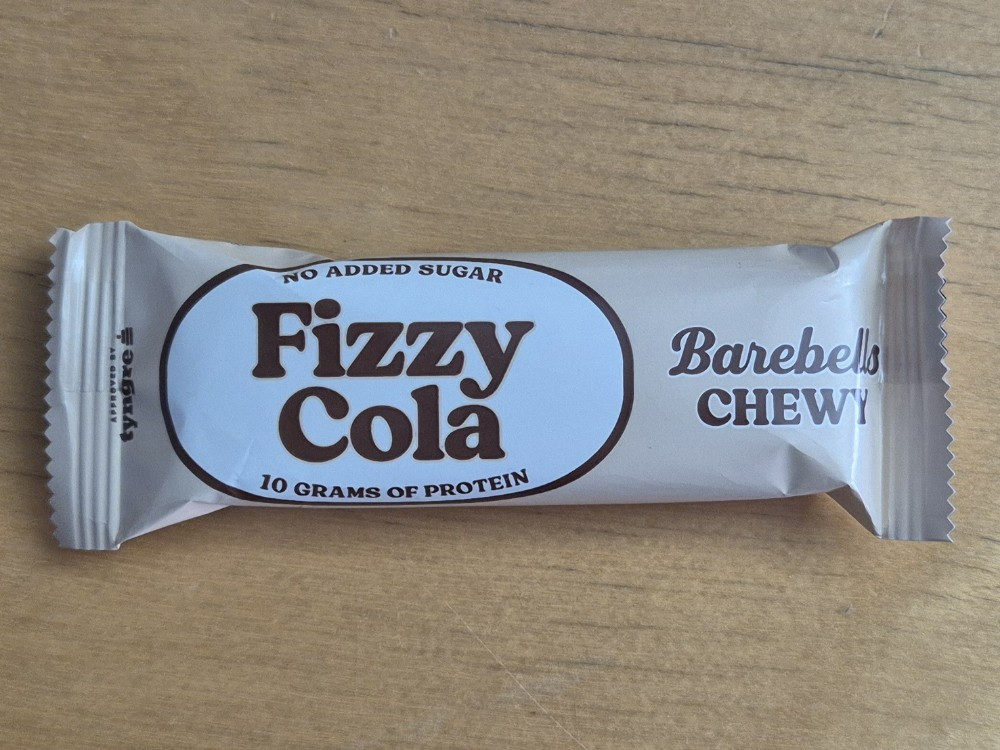 NO ADDED SUGAR
Fizzy
Cola
10 GRAMS OF PROTEIN
Barebells
CHEWY
APPROVED BY
tyngre